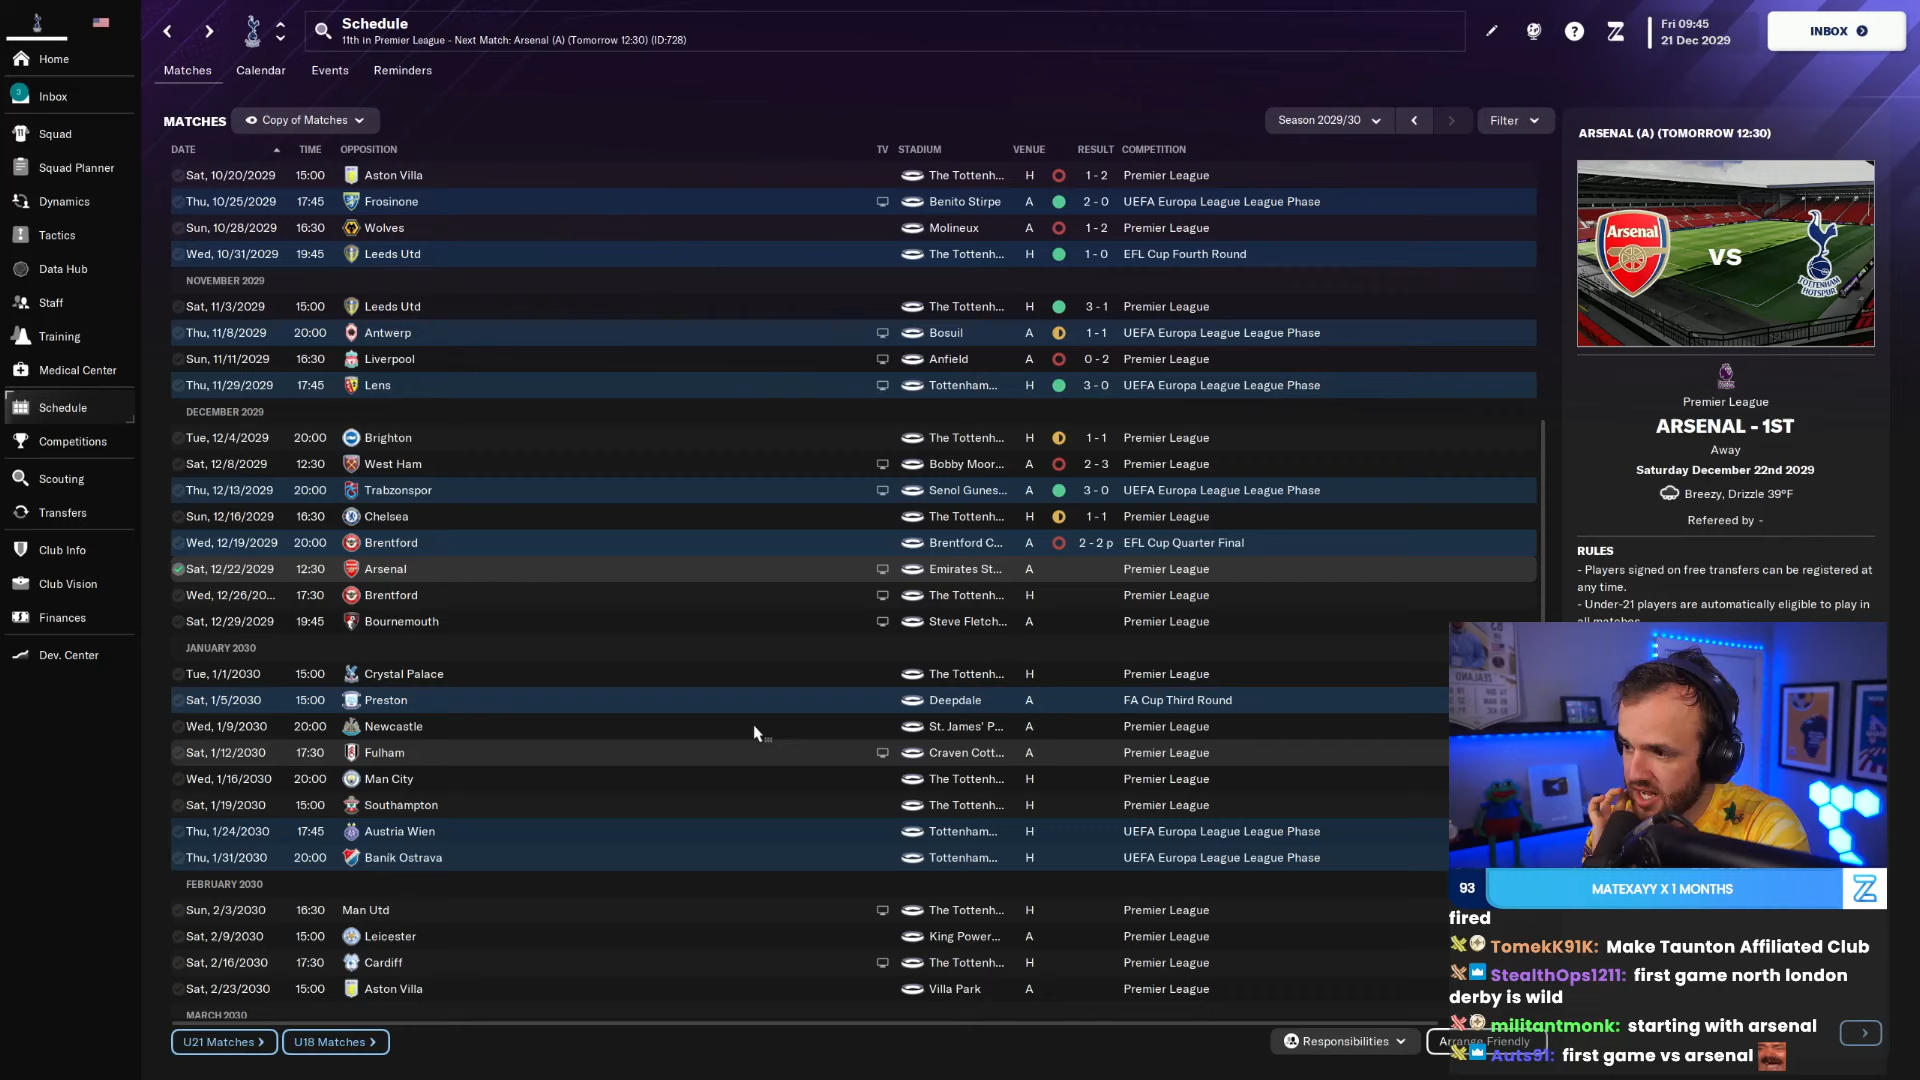 Schedule
11th in Premier League - Next Match: Arsenal (A) (Tomorrow 12:30) (ID:728)
Fri 09:45
21 Dec 2029
INBOX
Home
3
Inbox
Squad
Squad Planner
Dynamics
Tactics
Data Hub
Staff
Training
Medical Center
Schedule
Competitions
Scouting
Transfers
Club Info
Club Vision
Finances
Dev. Center
Matches Calendar Events Reminders
MATCHES Copy of Matches Season 2029/30 Filter
DATE TIME OPPOSITION TV STADIUM VENUE RESULT COMPETITION
Sat, 10/20/2029 15:00 Aston Villa The Tottenh... H 1 - 2 Premier League
Thu, 10/25/2029 17:45 Frosinone Benito Stirpe A 2 - 0 UEFA Europa League League Phase
Sun, 10/28/2029 16:30 Wolves Molineux A 1 - 2 Premier League
Wed, 10/31/2029 19:45 Leeds Utd The Tottenh... H 1 - 0 EFL Cup Fourth Round
NOVEMBER 2029
Sat, 11/3/2029 15:00 Leeds Utd The Tottenh... H 3 - 1 Premier League
Thu, 11/8/2029 20:00 Antwerp Bosuil A 1 - 1 UEFA Europa League League Phase
Sun, 11/11/2029 16:30 Liverpool Anfield A 0 - 2 Premier League
Thu, 11/29/2029 17:45 Lens Tottenham... H 3 - 0 UEFA Europa League League Phase
DECEMBER 2029
Tue, 12/4/2029 20:00 Brighton The Tottenh... H 1 - 1 Premier League
Sat, 12/8/2029 12:30 West Ham Bobby Moor... A 2 - 3 Premier League
Thu, 12/13/2029 20:00 Trabzonspor Senol Gunes... A 3 - 0 UEFA Europa League League Phase
Sun, 12/16/2029 16:30 Chelsea The Tottenh... H 1 - 1 Premier League
Wed, 12/19/2029 20:00 Brentford Brentford C... A 2 - 2 p EFL Cup Quarter Final
Sat, 12/22/2029 12:30 Arsenal Emirates St... A Premier League
Wed, 12/26/20... 17:30 Brentford The Tottenh... H Premier League
Sat, 12/29/2029 19:45 Bournemouth Steve Fletch... A Premier League
JANUARY 2030
Tue, 1/1/2030 15:00 Crystal Palace The Tottenh... H Premier League
Sat, 1/5/2030 15:00 Preston Deepdale A FA Cup Third Round
Wed, 1/9/2030 20:00 Newcastle St. James' P... A Premier League
Sat, 1/12/2030 17:30 Fulham Craven Cott... A Premier League
Wed, 1/16/2030 20:00 Man City The Tottenh... H Premier League
Sat, 1/19/2030 15:00 Southampton The Tottenh... H Premier League
Thu, 1/24/2030 17:45 Austria Wien Tottenham... H UEFA Europa League League Phase
Thu, 1/31/2030 20:00 Baník Ostrava Tottenham... H UEFA Europa League League Phase
FEBRUARY 2030
Sun, 2/3/2030 16:30 Man Utd The Tottenh... H Premier League
Sat, 2/9/2030 15:00 Leicester King Power... A Premier League
Sat, 2/16/2030 17:30 Cardiff The Tottenh... H Premier League
Sat, 2/23/2030 15:00 Aston Villa Villa Park A Premier League
MARCH 2030
U21 Matches U18 Matches Responsibilities Arrange Friendly
ARSENAL (A) (TOMORROW 12:30)
Arsenal
VS
TOTTENHAM
HOTSPUR
Premier League
ARSENAL - 1ST
Away
Saturday December 22nd 2029
Breezy, Drizzle 39°F
Refereed by -
RULES
- Players signed on free transfers can be registered at
any time.
- Under-21 players are automatically eligible to play in
all matches.
93 MATEXAYY X 1 MONTHS Z
fired
TomekK91K: Make Taunton Affiliated Club
StealthOps1211: first game north london
derby is wild
militantmonk: starting with arsenal
Auts91: first game vs arsenal